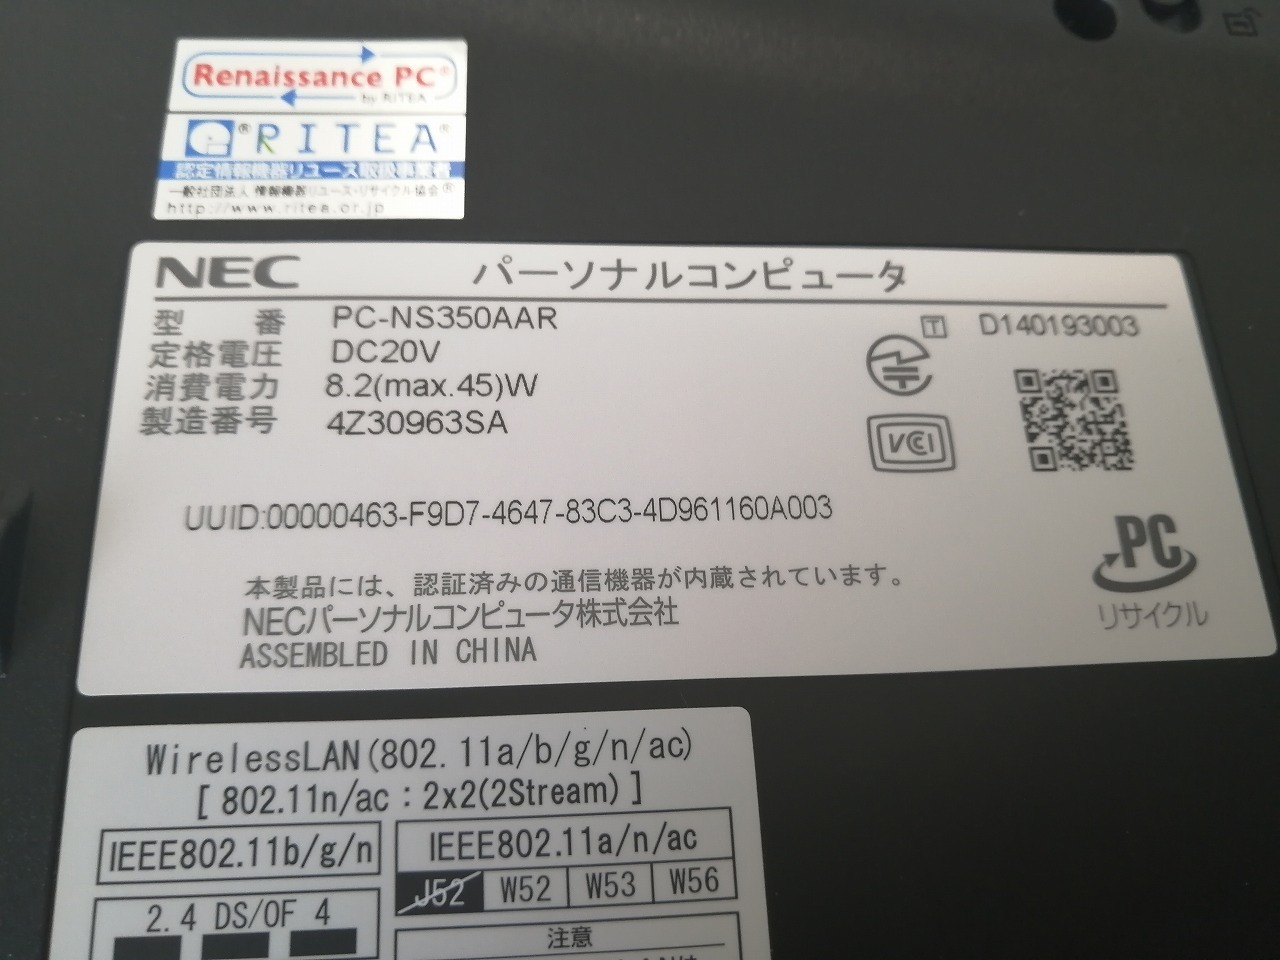 Renaissance PC®
by RITEA
® RITEA®
認定情報機器リユース取扱事業者
一般社団法人 情報機器リユース・リサイクル協会®
http://www.ritea.or.jp
NEC パーソナルコンピュータ
型 番 PC-NS350AAR
定格電圧 DC20V
消費電力 8.2(max.45)W
製造番号 4Z30963SA
T D140193003
VCCI
UUID:00000463-F9D7-4647-83C3-4D961160A003
PC
リサイクル
本製品には、認証済みの通信機器が内蔵されています。
NECパーソナルコンピュータ株式会社
ASSEMBLED IN CHINA
WirelessLAN(802.11a/b/g/n/ac)
[ 802.11n/ac : 2x2(2Stream) ]
IEEE802.11b/g/n
IEEE802.11a/n/ac
J52 W52 W53 W56
2.4 DS/OF 4
注意